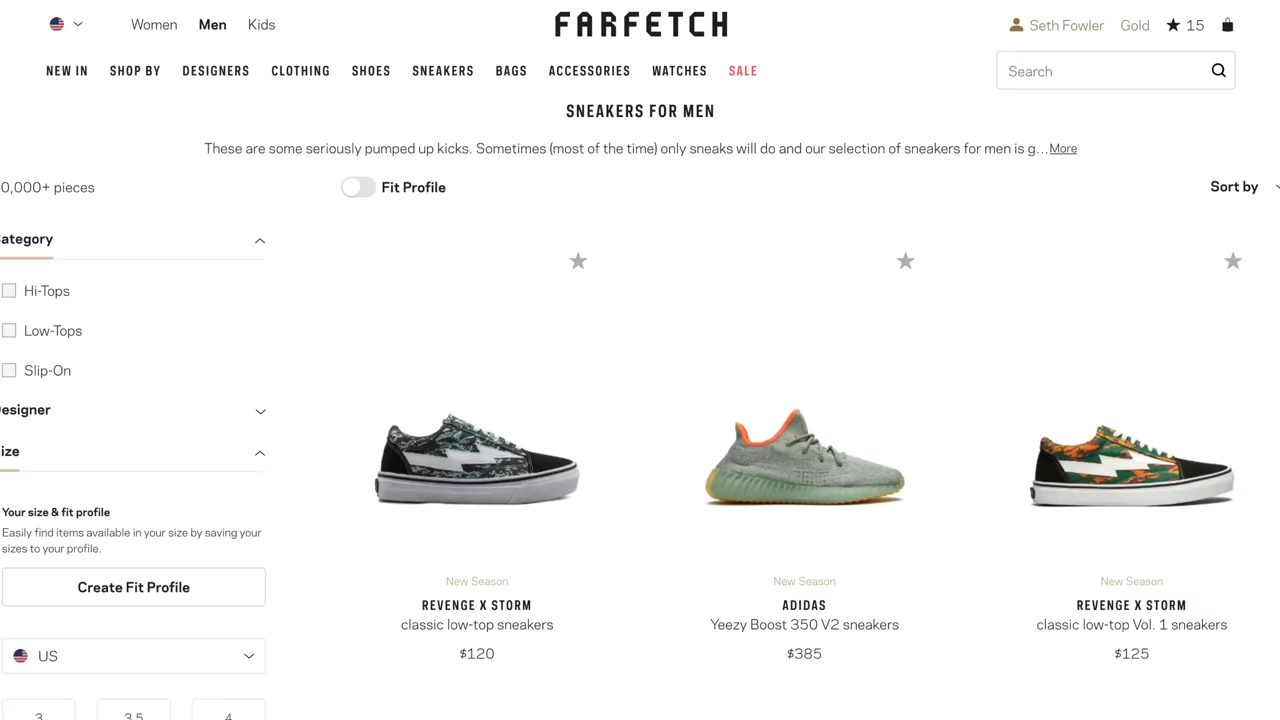 Women Men Kids
FARFETCH
Seth Fowler Gold 15
NEW IN SHOP BY DESIGNERS CLOTHING SHOES SNEAKERS BAGS ACCESSORIES WATCHES SALE
Search
SNEAKERS FOR MEN
These are some seriously pumped up kicks. Sometimes (most of the time) only sneaks will do and our selection of sneakers for men is g...More
0,000+ pieces
Fit Profile
Sort by
ategory
Hi-Tops
Low-Tops
Slip-On
esigner
ize
Your size & fit profile
Easily find items available in your size by saving your
sizes to your profile.
Create Fit Profile
US
3 3.5 4
New Season
REVENGE X STORM
classic low-top sneakers
$120
New Season
ADIDAS
Yeezy Boost 350 V2 sneakers
$385
New Season
REVENGE X STORM
classic low-top Vol. 1 sneakers
$125